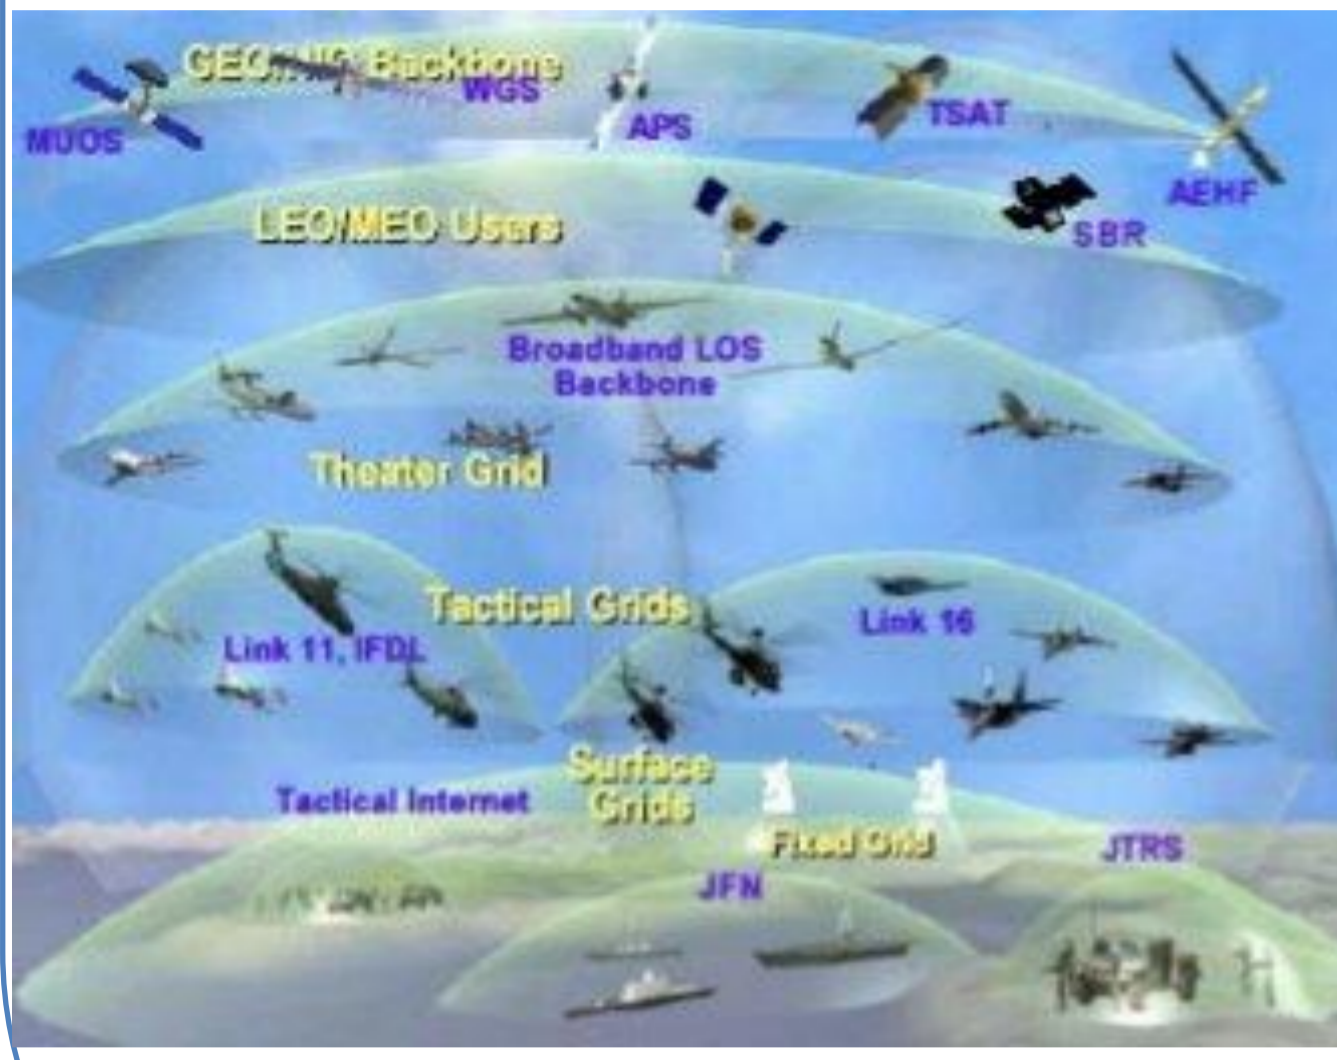 Backbone
WGS
MUOS
APS
TSAT
AEHF
LEO/MEO Users
SBR
Broadband LOS
Backbone
Theater Grid
Tactical Grids
Link 16
Link 11, IFDL
Surface
Grids
Tactical Internet
Fixed Grid
JTRS
JFN